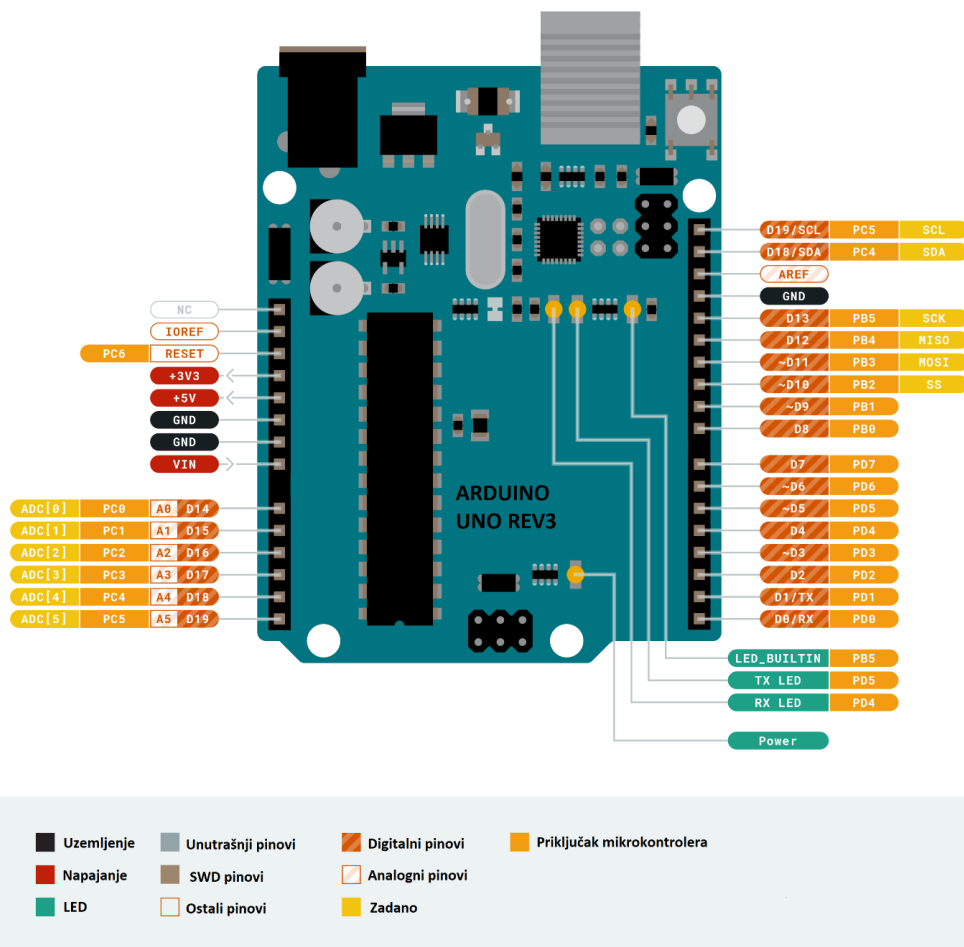 D19/SCL PC5 SCL
D18/SDA PC4 SDA
AREF
GND
NC
D13 PB5 SCK
IOREF
D12 PB4 MISO
PC6 RESET
~D11 PB3 MOSI
+3V3
~D10 PB2 SS
+5V
~D9 PB1
GND
D8 PB0
GND
VIN
D7 PD7
~D6 PD6
ADC[0] PC0 A0 D14
~D5 PD5
ADC[1] PC1 A1 D15
D4 PD4
ADC[2] PC2 A2 D16
~D3 PD3
ADC[3] PC3 A3 D17
D2 PD2
ADC[4] PC4 A4 D18
D1/TX PD1
ADC[5] PC5 A5 D19
D0/RX PD0
ARDUINO
UNO REV3
LED_BUILTIN PB5
TX LED PD5
RX LED PD4
Power
Uzemljenje
Napajanje
LED
Unutrašnji pinovi
SWD pinovi
Ostali pinovi
Digitalni pinovi
Analogni pinovi
Zadano
Priključak mikrokontrolera